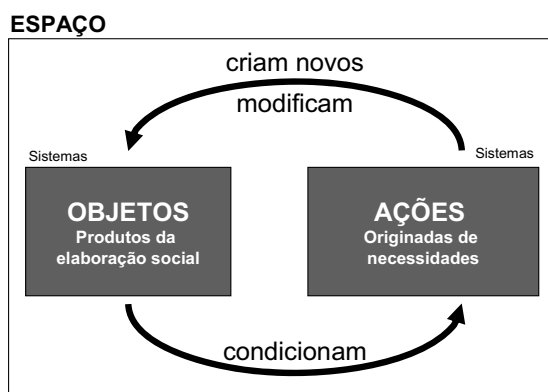 ESPAÇO
criam novos
modificam
Sistemas
Sistemas
OBJETOS
Produtos da
elaboração social
AÇÕES
Originadas de
necessidades
condicionam